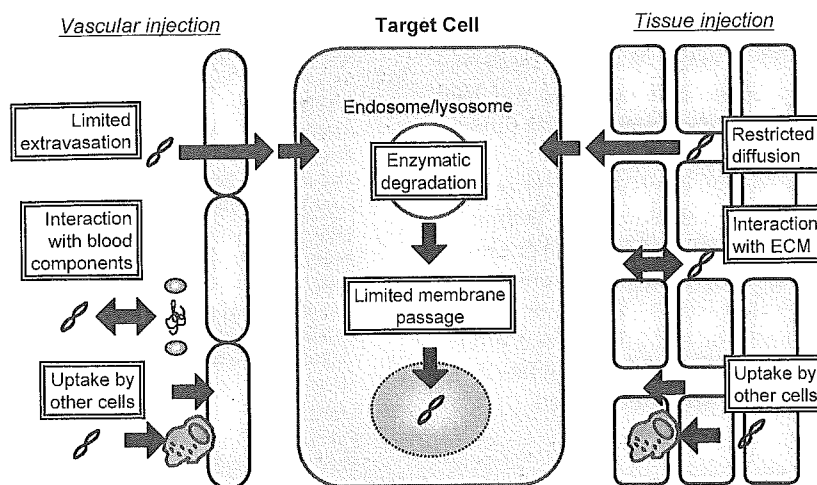 Vascular injection
Target Cell
Tissue injection
Limited
extravasation
Interaction
with blood
components
Uptake by
other cells
Endosome/lysosome
Enzymatic
degradation
Limited membrane
passage
Restricted
diffusion
Interaction
with ECM
Uptake by
other cells